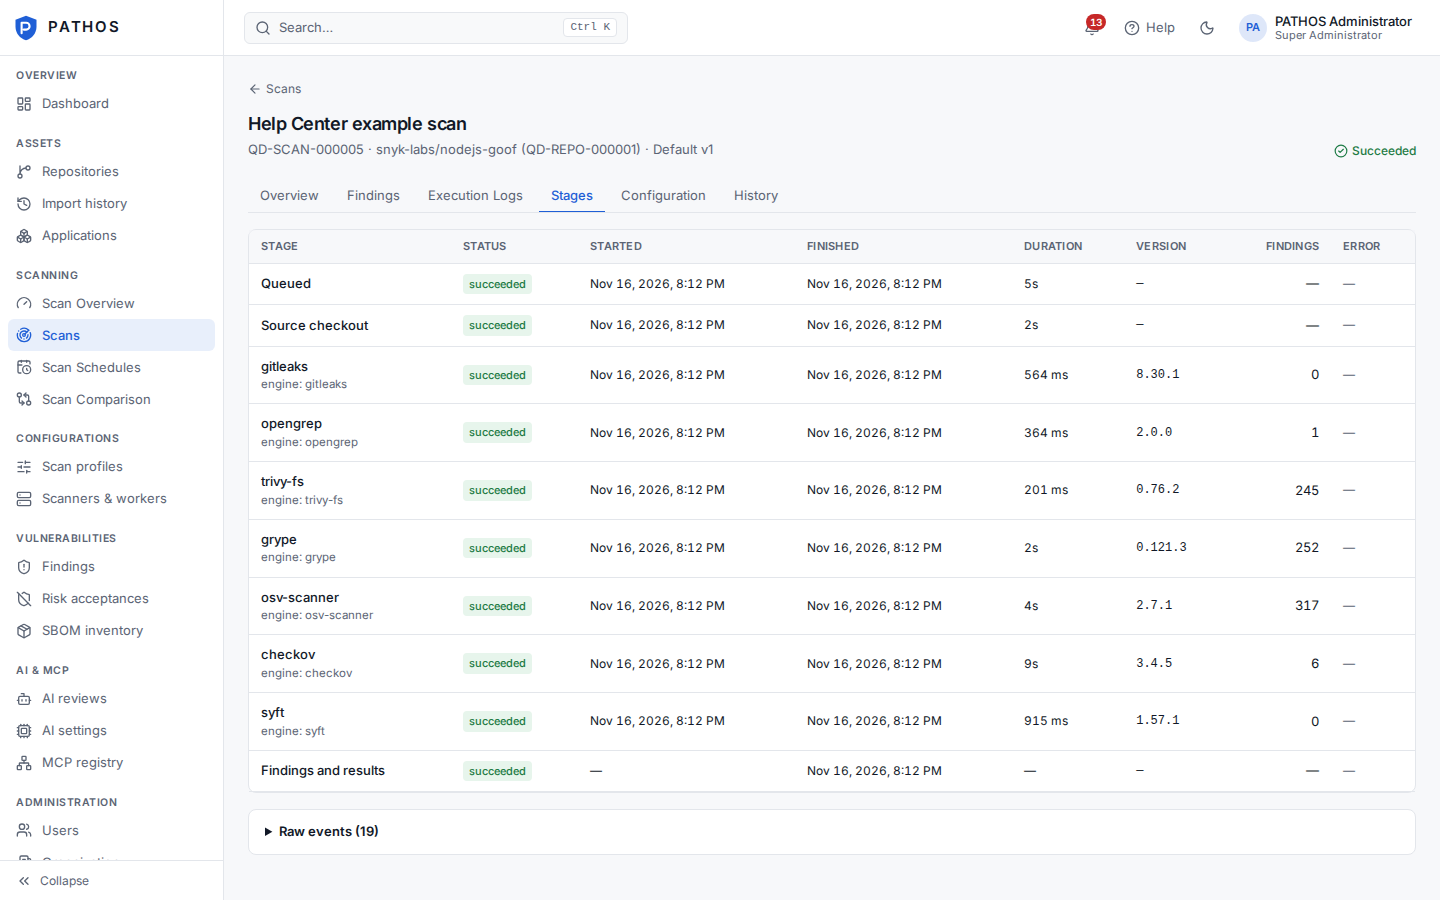 PATHOS
Search...
Ctrl K
13
Help
PA
PATHOS Administrator
Super Administrator
OVERVIEW
Dashboard
ASSETS
Repositories
Import history
Applications
SCANNING
Scan Overview
Scans
Scan Schedules
Scan Comparison
CONFIGURATIONS
Scan profiles
Scanners & workers
VULNERABILITIES
Findings
Risk acceptances
SBOM inventory
AI & MCP
AI reviews
AI settings
MCP registry
ADMINISTRATION
Users
Collapse
Scans
Help Center example scan
QD-SCAN-000005 · snyk-labs/nodejs-goof (QD-REPO-000001) · Default v1
Succeeded
Overview Findings Execution Logs Stages Configuration History
STAGE STATUS STARTED FINISHED DURATION VERSION FINDINGS ERROR
Queued succeeded Nov 16, 2026, 8:12 PM Nov 16, 2026, 8:12 PM 5s — — —
Source checkout succeeded Nov 16, 2026, 8:12 PM Nov 16, 2026, 8:12 PM 2s — — —
gitleaks succeeded Nov 16, 2026, 8:12 PM Nov 16, 2026, 8:12 PM 564 ms 8.30.1 0 —
engine: gitleaks
opengrep succeeded Nov 16, 2026, 8:12 PM Nov 16, 2026, 8:12 PM 364 ms 2.0.0 1 —
engine: opengrep
trivy-fs succeeded Nov 16, 2026, 8:12 PM Nov 16, 2026, 8:12 PM 201 ms 0.76.2 245 —
engine: trivy-fs
grype succeeded Nov 16, 2026, 8:12 PM Nov 16, 2026, 8:12 PM 2s 0.121.3 252 —
engine: grype
osv-scanner succeeded Nov 16, 2026, 8:12 PM Nov 16, 2026, 8:12 PM 4s 2.7.1 317 —
engine: osv-scanner
checkov succeeded Nov 16, 2026, 8:12 PM Nov 16, 2026, 8:12 PM 9s 3.4.5 6 —
engine: checkov
syft succeeded Nov 16, 2026, 8:12 PM Nov 16, 2026, 8:12 PM 915 ms 1.57.1 0 —
engine: syft
Findings and results succeeded — Nov 16, 2026, 8:12 PM — — — —
Raw events (19)